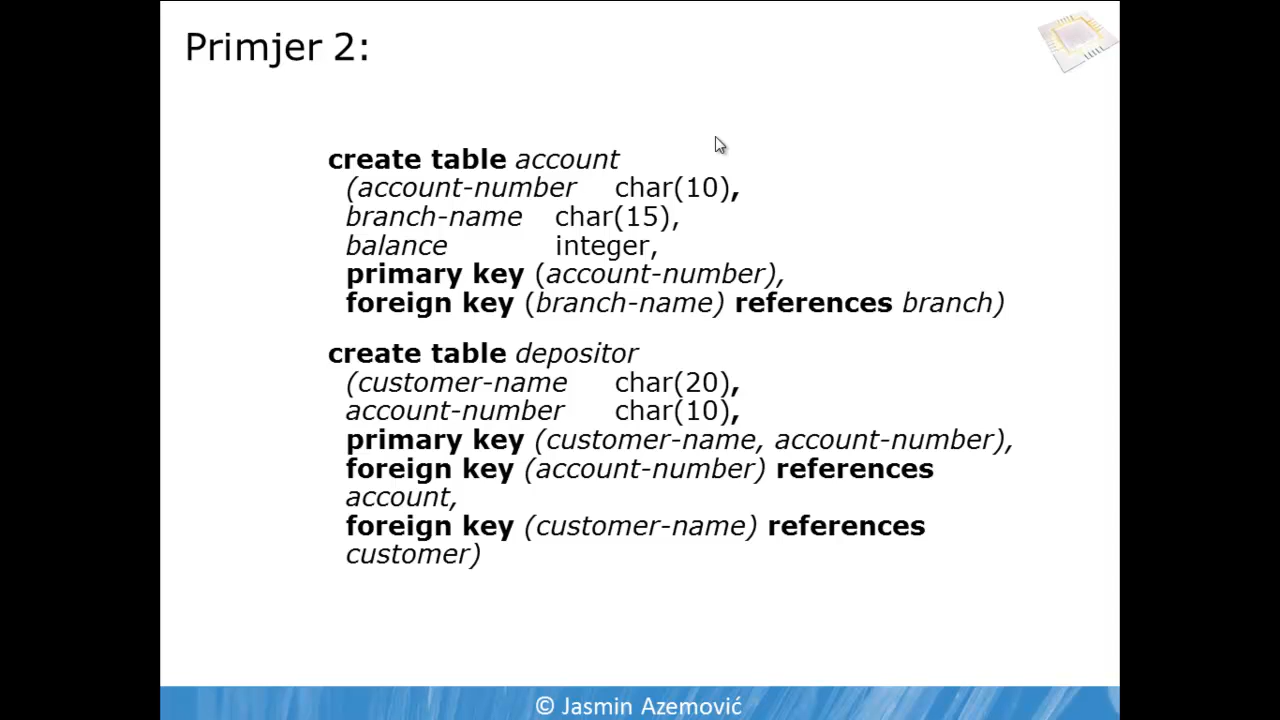 Primjer 2:
create table account
(account-number char(10),
branch-name char(15),
balance integer,
primary key (account-number),
foreign key (branch-name) references branch)
create table depositor
(customer-name char(20),
account-number char(10),
primary key (customer-name, account-number),
foreign key (account-number) references
account,
foreign key (customer-name) references
customer)
© Jasmin Azemović